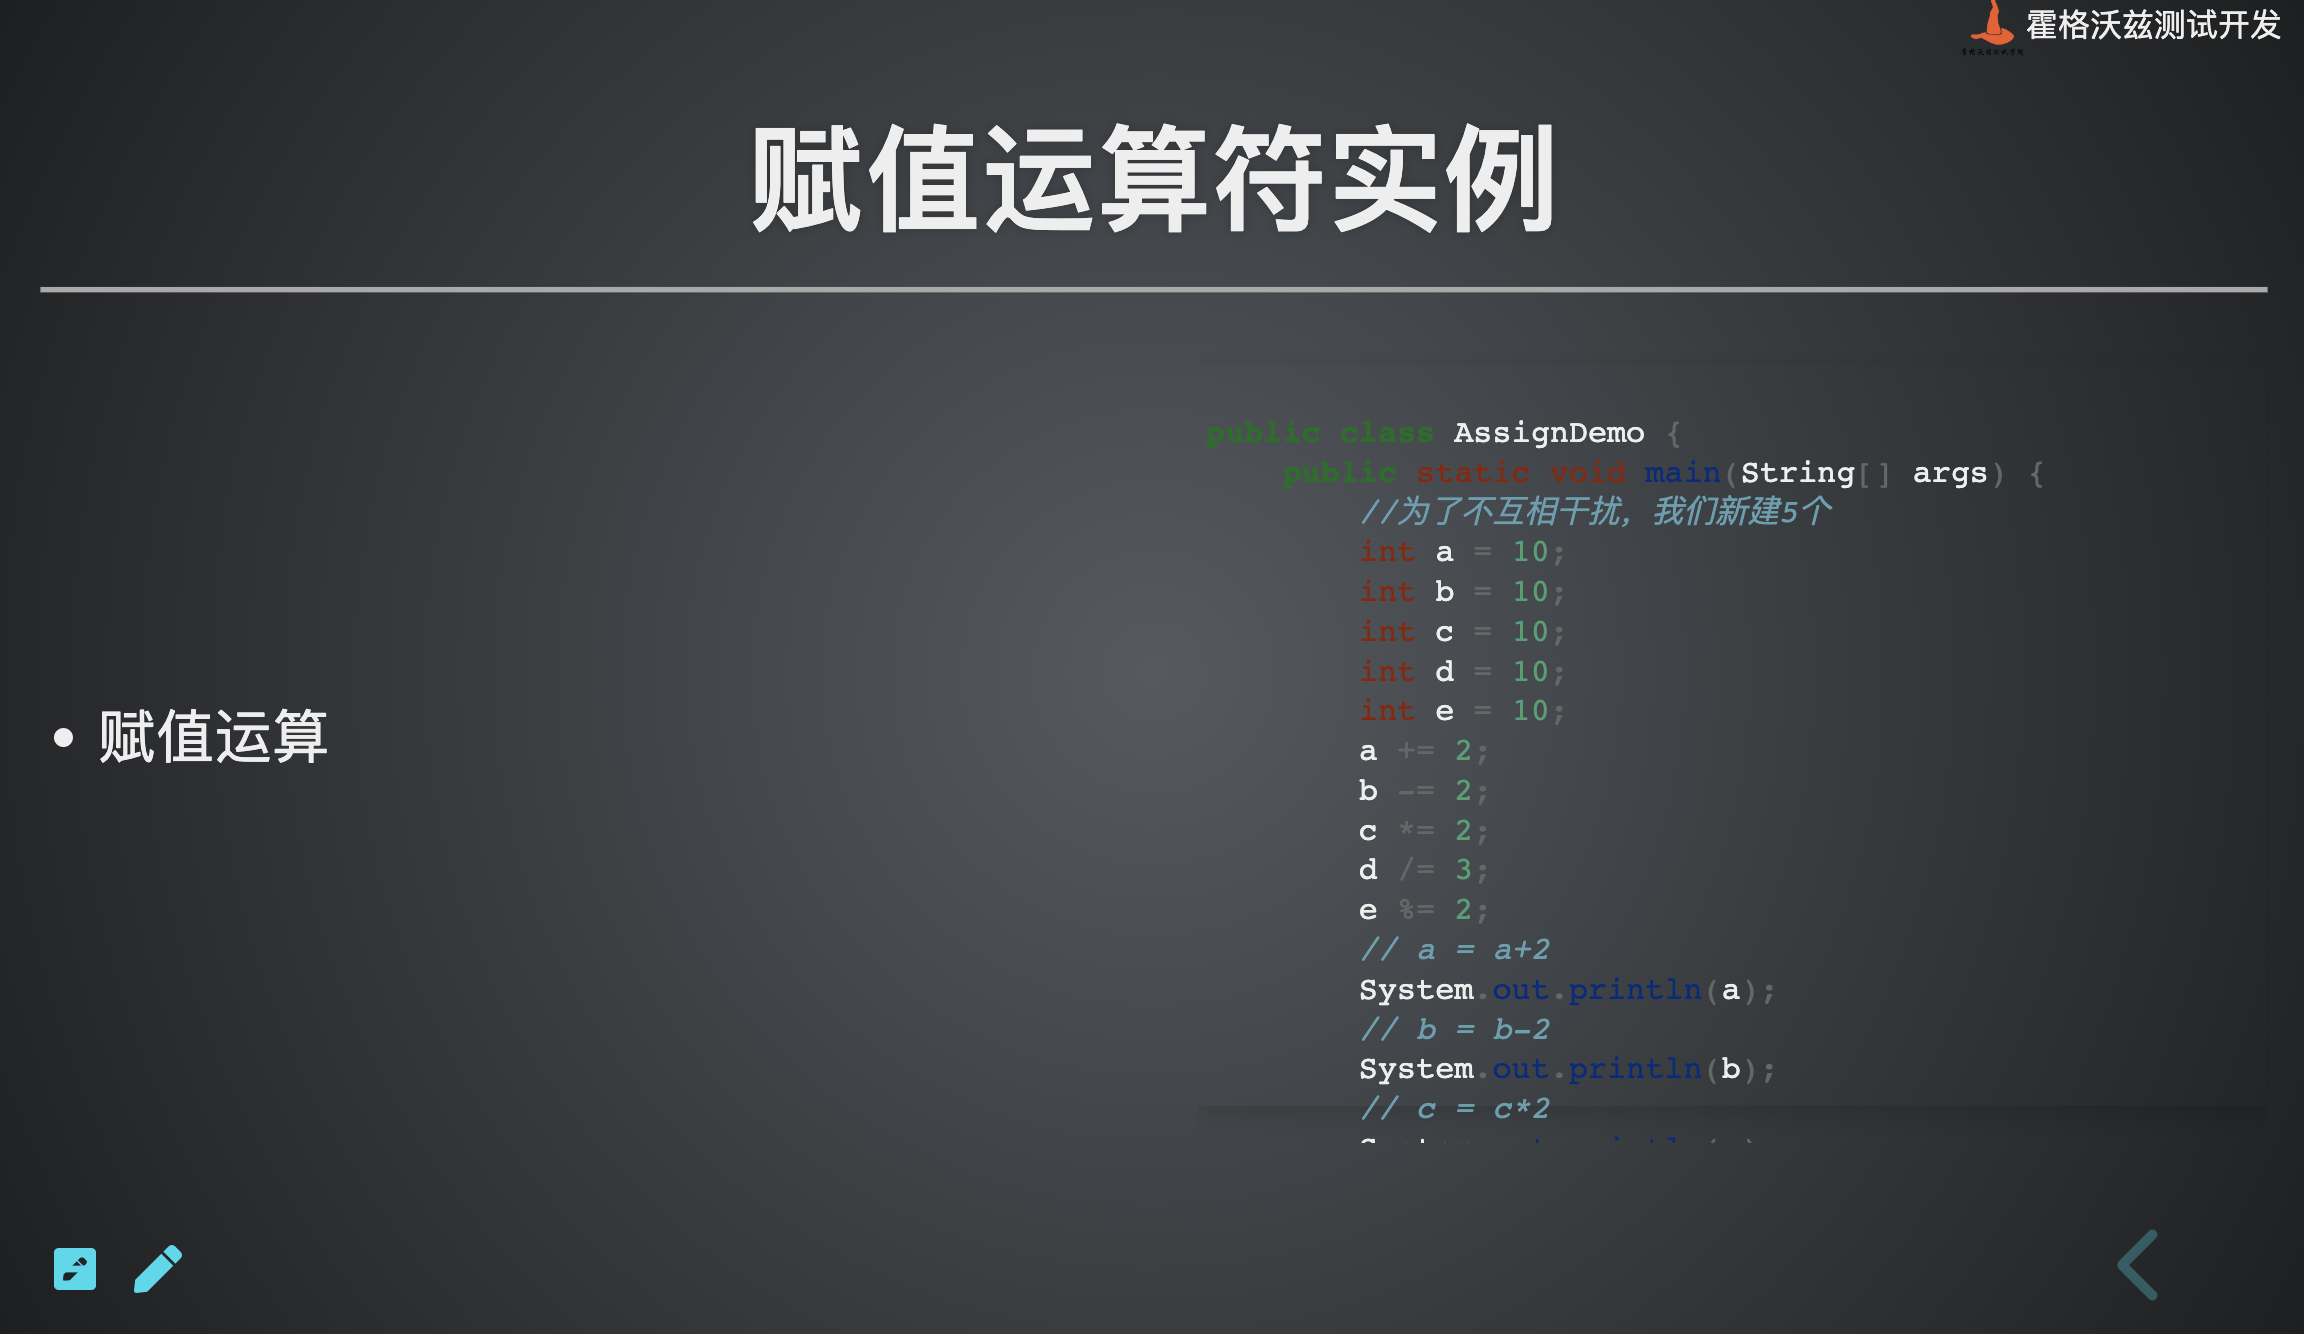 霍格沃兹测试开发
赋值运算符实例
• 赋值运算
public class AssignDemo {
    public static void main(String[] args) {
        //为了不互相干扰，我们新建5个
        int a = 10;
        int b = 10;
        int c = 10;
        int d = 10;
        int e = 10;
        a += 2;
        b -= 2;
        c *= 2;
        d /= 3;
        e %= 2;
        // a = a+2
        System.out.println(a);
        // b = b-2
        System.out.println(b);
        // c = c*2